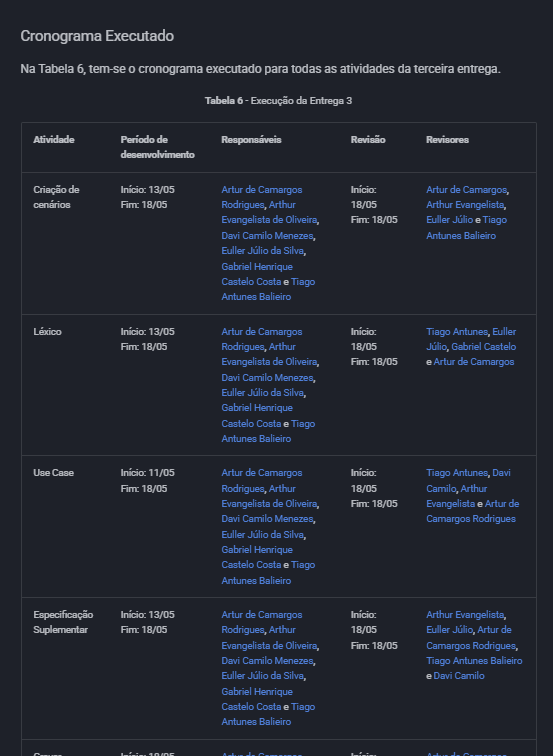 Cronograma Executado
Na Tabela 6, tem-se o cronograma executado para todas as atividades da terceira entrega.
Tabela 6 - Execução da Entrega 3
Atividade
Período de
desenvolvimento
Responsáveis
Revisão
Revisores
Criação de
cenários
Início: 13/05
Fim: 18/05
Artur de Camargos
Rodrigues, Arthur
Evangelista de Oliveira,
Davi Camilo Menezes,
Euller Júlio da Silva,
Gabriel Henrique
Castelo Costa e Tiago
Antunes Balieiro
Início:
18/05
Fim: 18/05
Artur de Camargos,
Arthur Evangelista,
Euller Júlio e Tiago
Antunes Balieiro
Léxico
Início: 13/05
Fim: 18/05
Artur de Camargos
Rodrigues, Arthur
Evangelista de Oliveira,
Davi Camilo Menezes,
Euller Júlio da Silva,
Gabriel Henrique
Castelo Costa e Tiago
Antunes Balieiro
Início:
18/05
Fim: 18/05
Tiago Antunes, Euller
Júlio, Gabriel Castelo
e Artur de Camargos
Use Case
Início: 11/05
Fim: 18/05
Artur de Camargos
Rodrigues, Arthur
Evangelista de Oliveira,
Davi Camilo Menezes,
Euller Júlio da Silva,
Gabriel Henrique
Castelo Costa e Tiago
Antunes Balieiro
Início:
18/05
Fim: 18/05
Tiago Antunes, Davi
Camilo, Arthur
Evangelista e Artur de
Camargos Rodrigues
Especificação
Suplementar
Início: 13/05
Fim: 18/05
Artur de Camargos
Rodrigues, Arthur
Evangelista de Oliveira,
Davi Camilo Menezes,
Euller Júlio da Silva,
Gabriel Henrique
Castelo Costa e Tiago
Antunes Balieiro
Início:
18/05
Fim: 18/05
Arthur Evangelista,
Euller Júlio, Artur de
Camargos Rodrigues,
Tiago Antunes Balieiro
e Davi Camilo